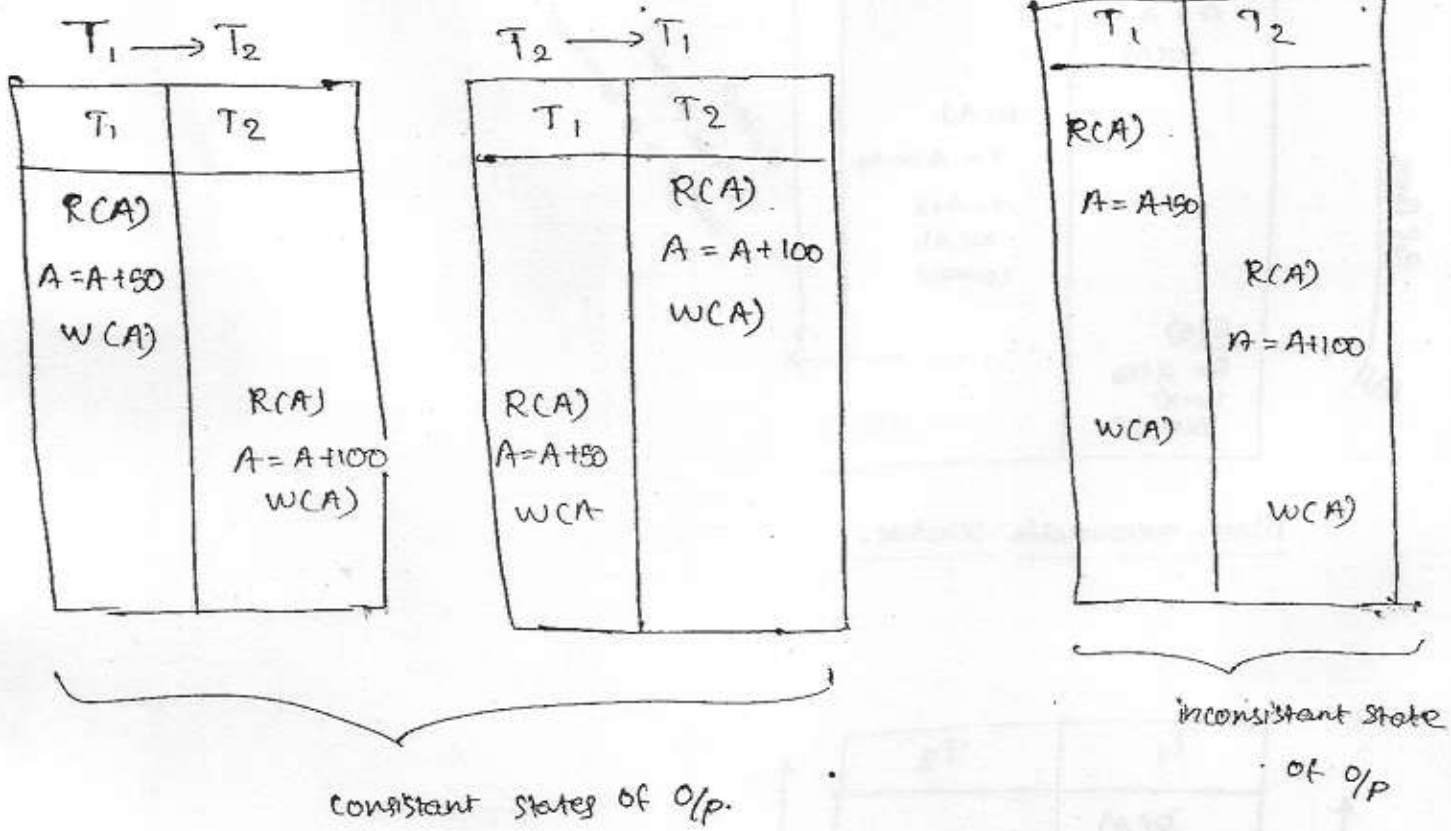 T1 → T2
T1 T2
R(A)
A = A+50
W(A)
R(A)
A = A+100
W(A)
T2 → T1
T1 T2
R(A)
A = A+100
W(A)
R(A)
A = A+50
W(A
consistant states of O/p.
T1 T2
R(A)
A = A+50
R(A)
A = A+100
W(A)
W(A)
inconsistant state
of O/p